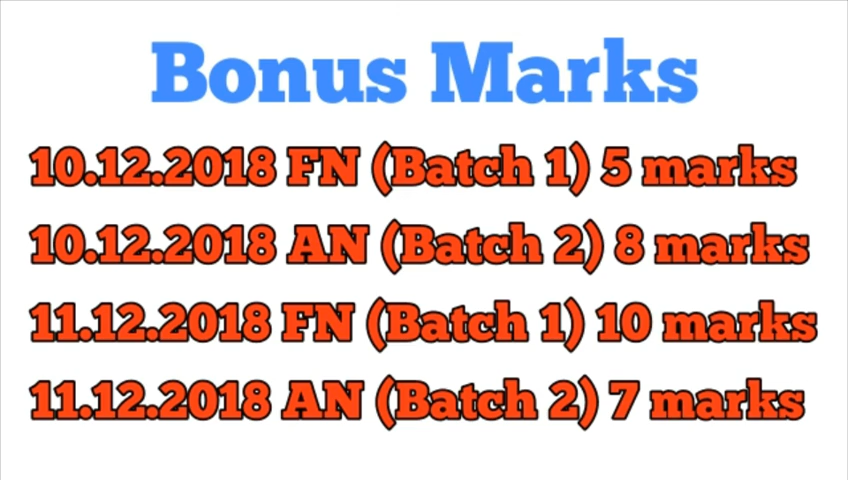 Bonus Marks
10.12.2018 FN (Batch 1) 5 marks
10.12.2018 AN (Batch 2) 8 marks
11.12.2018 FN (Batch 1) 10 marks
11.12.2018 AN (Batch 2) 7 marks